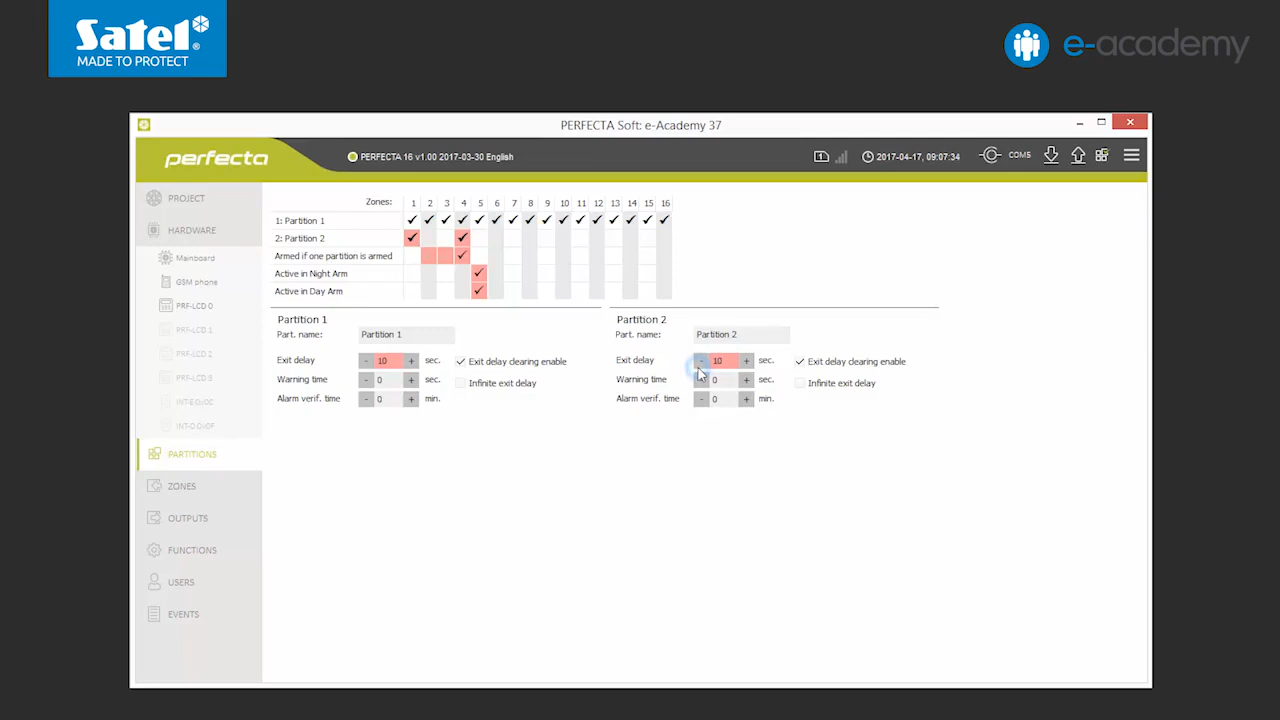 Satel®
MADE TO PROTECT
e-academy
PERFECTA Soft: e-Academy 37
perfecta
PERFECTA 16 v1.00 2017-03-30 English
1
2017-04-17, 09:07:34
COM5
PROJECT
HARDWARE
Mainboard
GSM phone
PRF-LCD 0
PRF-LCD 1
PRF-LCD 2
PRF-LCD 3
INT-E 0/0C
INT-O 0/0F
PARTITIONS
ZONES
OUTPUTS
FUNCTIONS
USERS
EVENTS
Zones: 1 2 3 4 5 6 7 8 9 10 11 12 13 14 15 16
1: Partition 1
2: Partition 2
Armed if one partition is armed
Active in Night Arm
Active in Day Arm
Partition 1
Part. name: Partition 1
Exit delay - 10 + sec. Exit delay clearing enable
Warning time - 0 + sec. Infinite exit delay
Alarm verif. time - 0 + min.
Partition 2
Part. name: Partition 2
Exit delay - 10 + sec. Exit delay clearing enable
Warning time - 0 + sec. Infinite exit delay
Alarm verif. time - 0 + min.